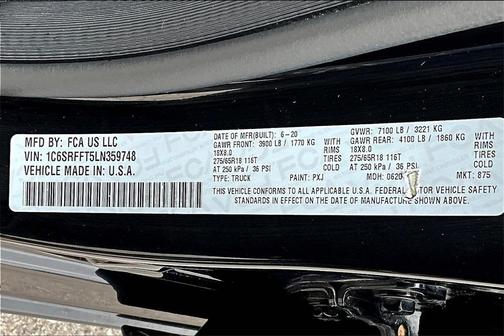 MFD BY: FCA US LLC
VIN: 1C6SRFFT5LN359748
VEHICLE MADE IN: U.S.A.
DATE OF MFR(BUILT): 6-20
GAWR FRONT: 3900 LB/ 1770 KG
WITH
RIMS
18X8.0
TIRES
275/65R18 116T
AT 250 kPa / 36 PSI
TYPE: TRUCK
PAINT: PXJ
GVWR: 7100 LB/ 3221 KG
GAWR REAR: 4100 LB/ 1860 KG
WITH
RIMS
18X8.0
TIRES
275/65R18 116T
AT 250 kPa / 36 PSI
MDH: 0620
MKT: 875
THIS VEHICLE CONFORMS TO ALL APPLICABLE U.S.A. FEDERAL MOTOR VEHICLE SAFETY
STANDARDS IN EFFECT ON THE DATE OF MANUFACTURE SHOWN ABOVE.